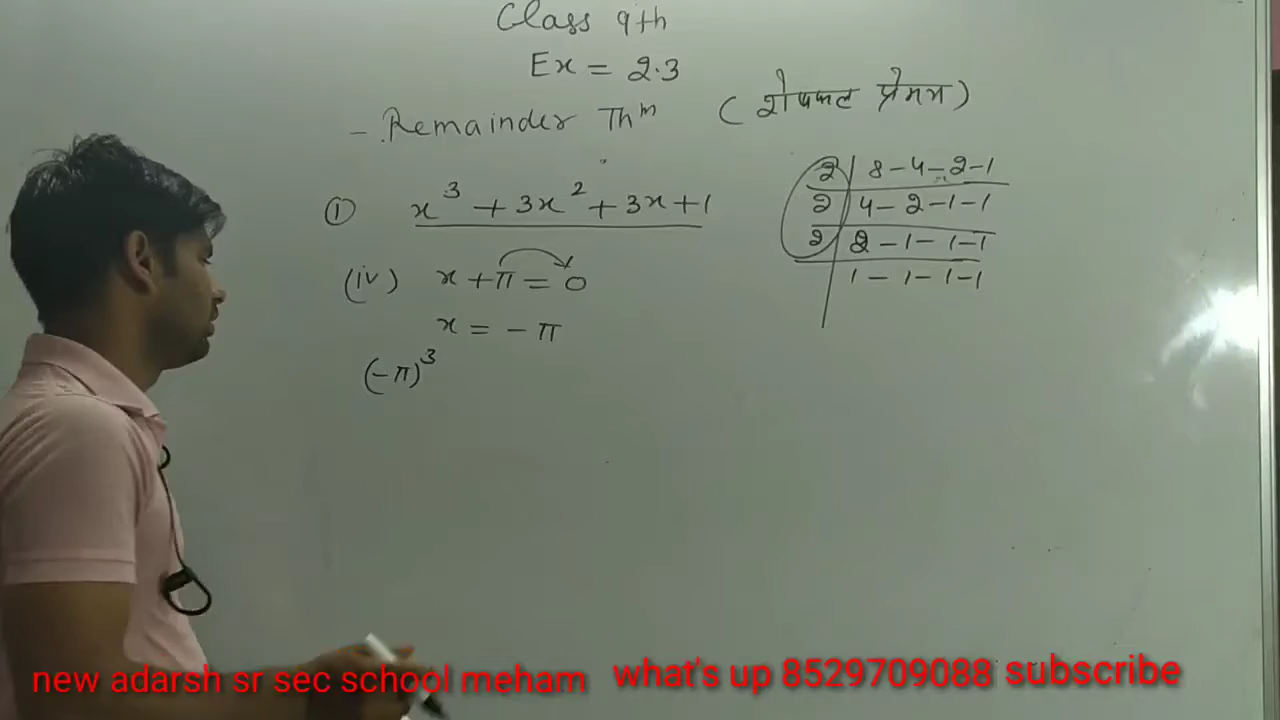 Class 9th
Ex = 2.3
- Remainder Thm (शेषफल प्रेमय)
① x³ + 3x² + 3x + 1
(iv) x + π = 0
x = - π
(-π)³
2 | 8 - 4 - 2 - 1
2 | 4 - 2 - 1 - 1
2 | 2 - 1 - 1 - 1
1 - 1 - 1 - 1
new adarsh sr sec school meham what's up 8529709088 subscribe